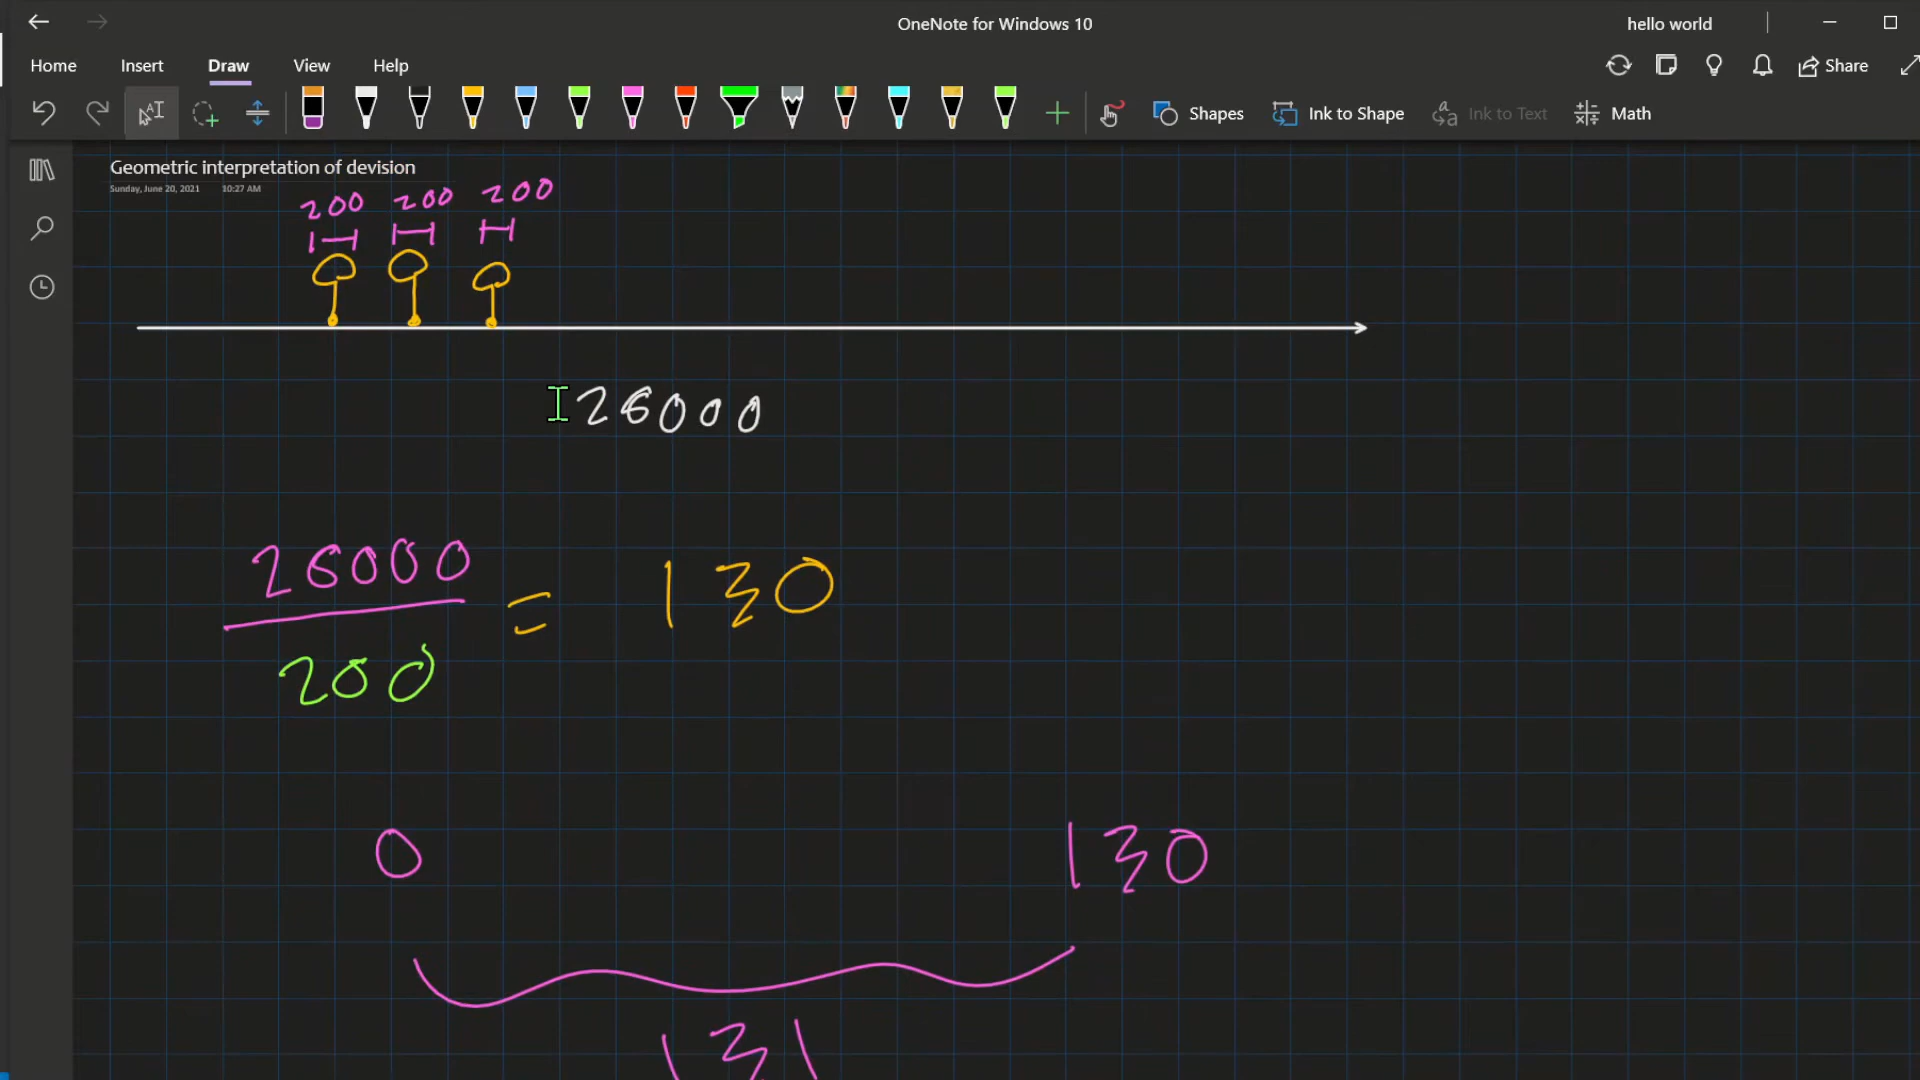 OneNote for Windows 10
hello world
Home Insert Draw View Help
Share
Shapes Ink to Shape Ink to Text Math
Geometric interpretation of devision
Sunday, June 20, 2021 10:27 AM
200 200 200
26000
26000
= 130
200
0 130
131